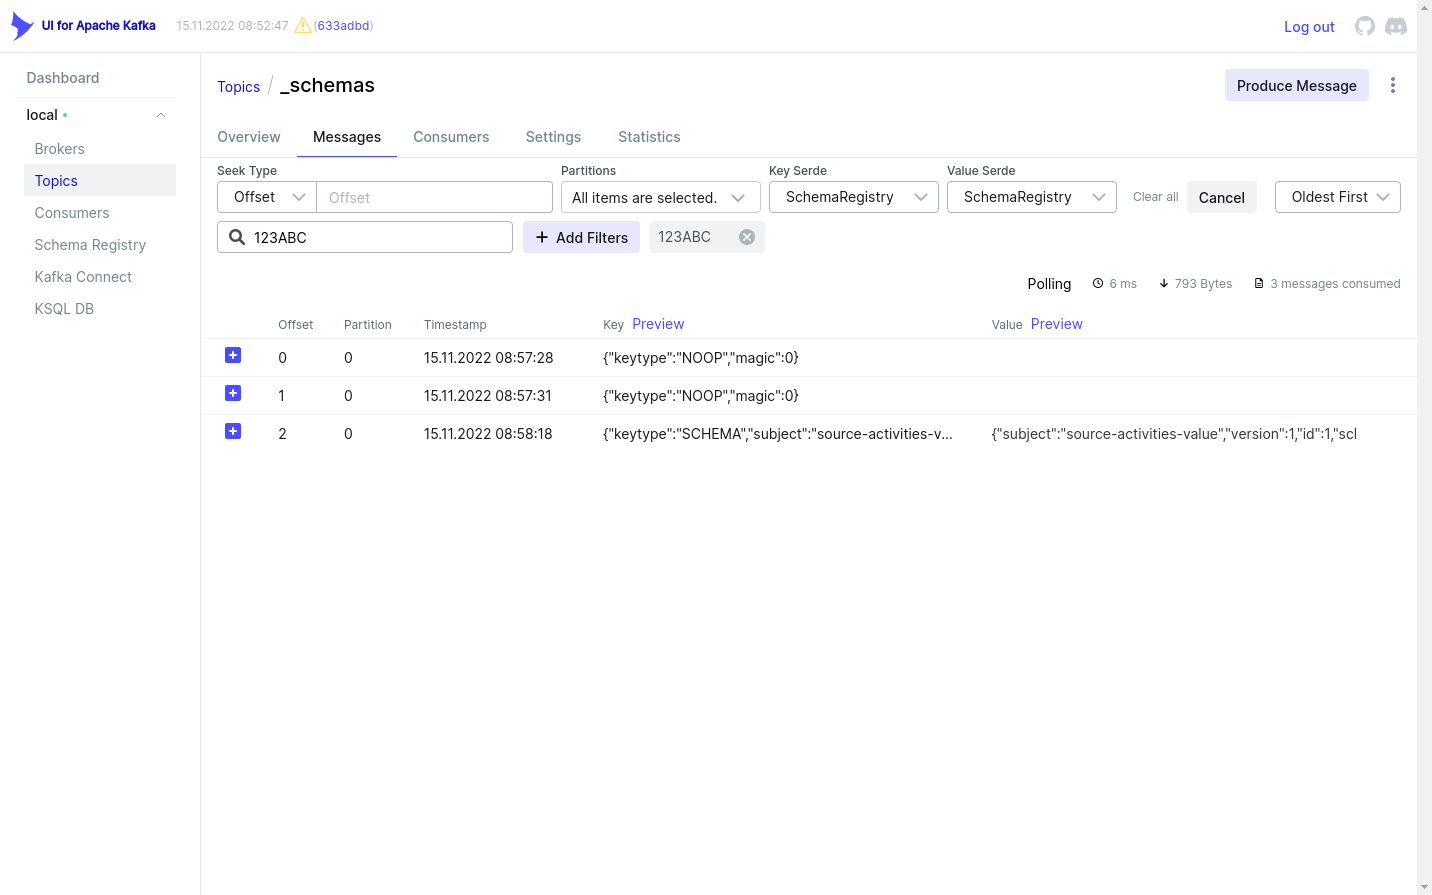 UI for Apache Kafka 15.11.2022 08:52:47 (633adbd) Log out
Dashboard
local
Brokers
Topics
Consumers
Schema Registry
Kafka Connect
KSQL DB
Topics / _schemas Produce Message
Overview Messages Consumers Settings Statistics
Seek Type Partitions Key Serde Value Serde
Offset Offset All items are selected. SchemaRegistry SchemaRegistry Clear all Cancel Oldest First
123ABC Add Filters 123ABC
Polling 6 ms 793 Bytes 3 messages consumed
Offset Partition Timestamp Key Preview Value Preview
0 0 15.11.2022 08:57:28 {"keytype":"NOOP","magic":0}
1 0 15.11.2022 08:57:31 {"keytype":"NOOP","magic":0}
2 0 15.11.2022 08:58:18 {"keytype":"SCHEMA","subject":"source-activities-v... {"subject":"source-activities-value","version":1,"id":1,"scl